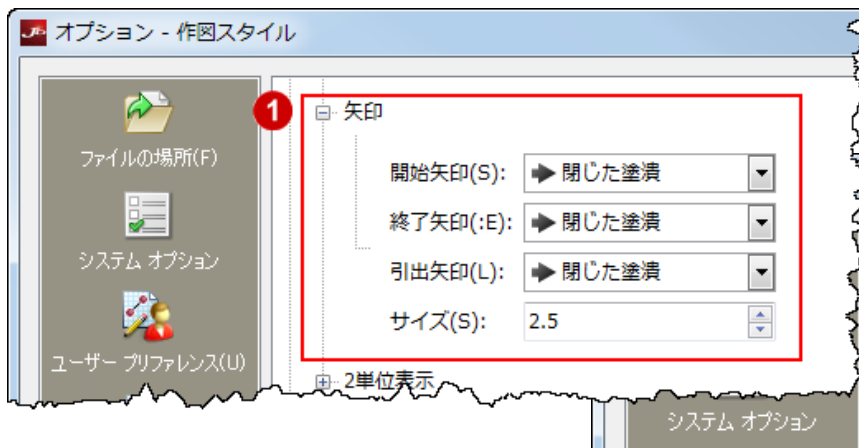 オプション - 作図スタイル
ファイルの場所(F)
システム オプション
ユーザー プリファレンス(U)
1
矢印
開始矢印(S): 閉じた塗潰
終了矢印(:E): 閉じた塗潰
引出矢印(L): 閉じた塗潰
サイズ(S): 2.5
2単位表示
システム オプション